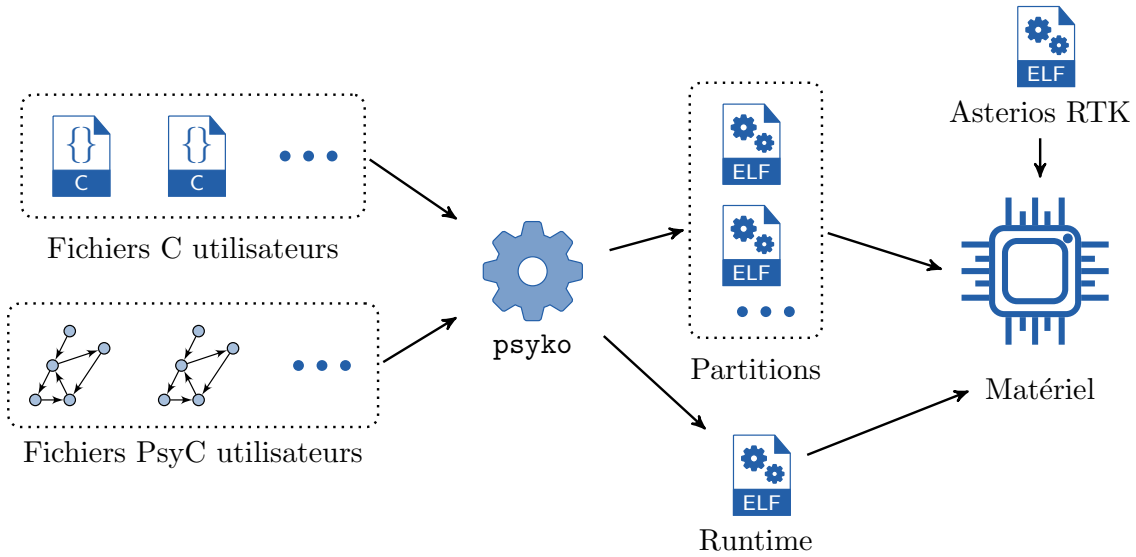 ELF
Asterios RTK
{}
C
{}
C
Fichiers C utilisateurs
Fichiers PsyC utilisateurs
psyko
ELF
ELF
Partitions
ELF
Runtime
Matériel